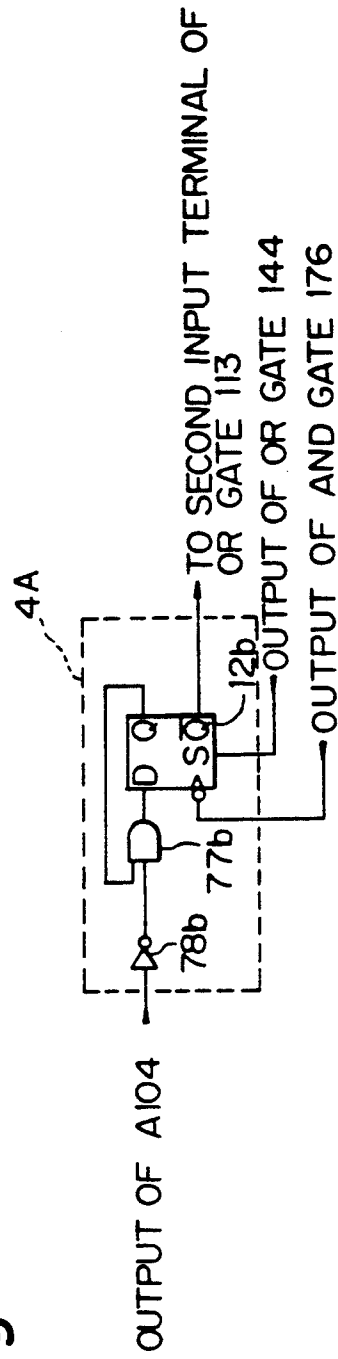 4A
D Q
TO SECOND INPUT TERMINAL OF
OR GATE 113
S Q̅
12b
OUTPUT OF A104
78b
77b
OUTPUT OF OR GATE 144
OUTPUT OF AND GATE 176